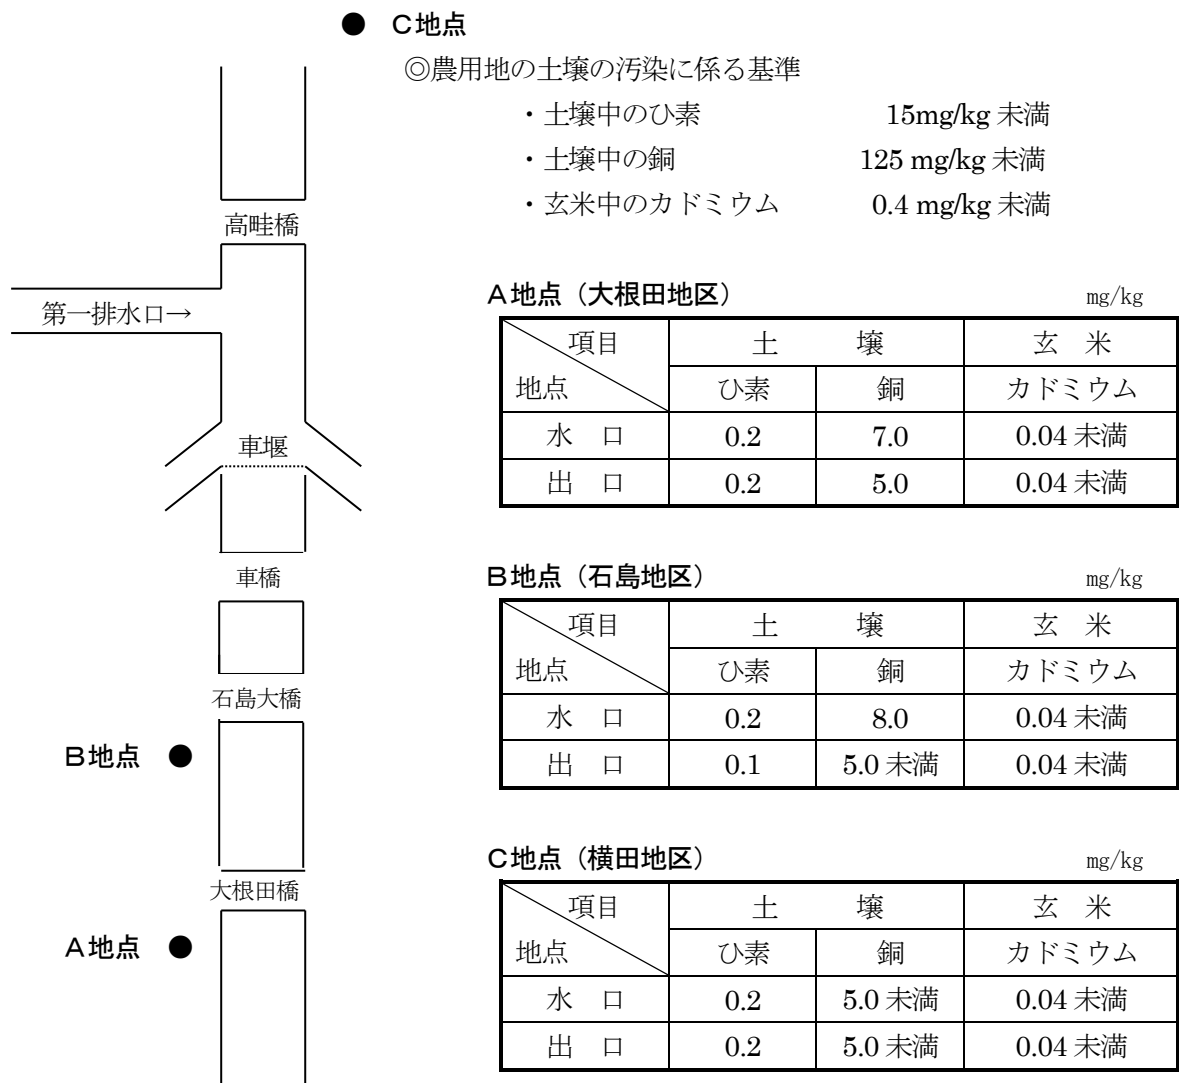 ● C地点
◎農用地の土壌の汚染に係る基準
・土壌中のひ素 15mg/kg 未満
・土壌中の銅 125 mg/kg 未満
・玄米中のカドミウム 0.4 mg/kg 未満
高畦橋
第一排水口→
車堰
車橋
石島大橋
B地点 ●
大根田橋
A地点 ●
A地点（大根田地区） mg/kg
項目 土 壌 玄 米
地点 ひ素 銅 カドミウム
水 口 0.2 7.0 0.04 未満
出 口 0.2 5.0 0.04 未満
B地点（石島地区） mg/kg
項目 土 壌 玄 米
地点 ひ素 銅 カドミウム
水 口 0.2 8.0 0.04 未満
出 口 0.1 5.0 未満 0.04 未満
C地点（横田地区） mg/kg
項目 土 壌 玄 米
地点 ひ素 銅 カドミウム
水 口 0.2 5.0 未満 0.04 未満
出 口 0.2 5.0 未満 0.04 未満